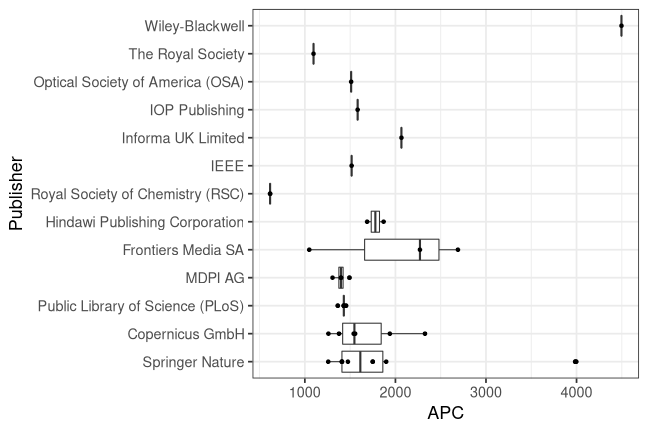 Wiley-Blackwell
The Royal Society
Optical Society of America (OSA)
IOP Publishing
Informa UK Limited
IEEE
Royal Society of Chemistry (RSC)
Hindawi Publishing Corporation
Frontiers Media SA
MDPI AG
Public Library of Science (PLoS)
Copernicus GmbH
Springer Nature
Publisher
1000 2000 3000 4000
APC